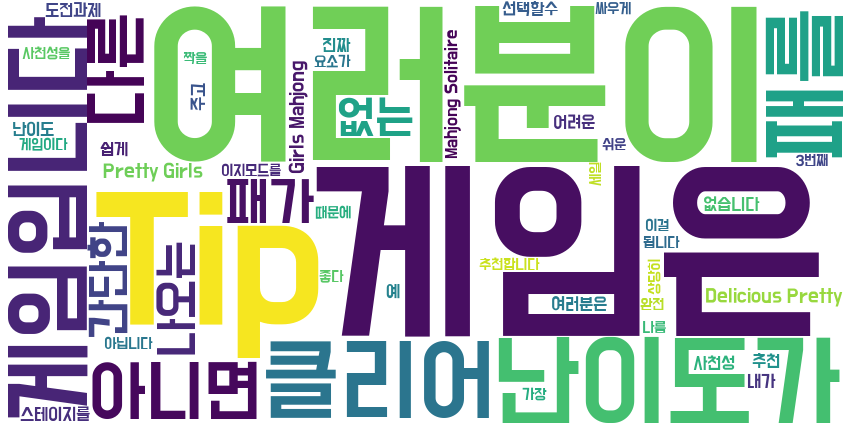 도전과제
선택할수
싸우게
사천성을
다른
짝을
여러분이
진짜
요소가
를
주고
없는
Girls Mahjong
Mahjong Solitaire
어려운
패를
난이도
게임이다
쉽게
쉬운
3번째
Pretty Girls
이지모드를
세일
게임입니다
패가
때문에
게임은
없습니다
Tip
간단한
나오는
이걸
됩니다
추천합니다
상당히
완전
좋다
예
여러분은
Delicious Pretty
나름
아닙니다
아니면
클리어
난이도가
사천성
추천
내가
가장
스테이지를